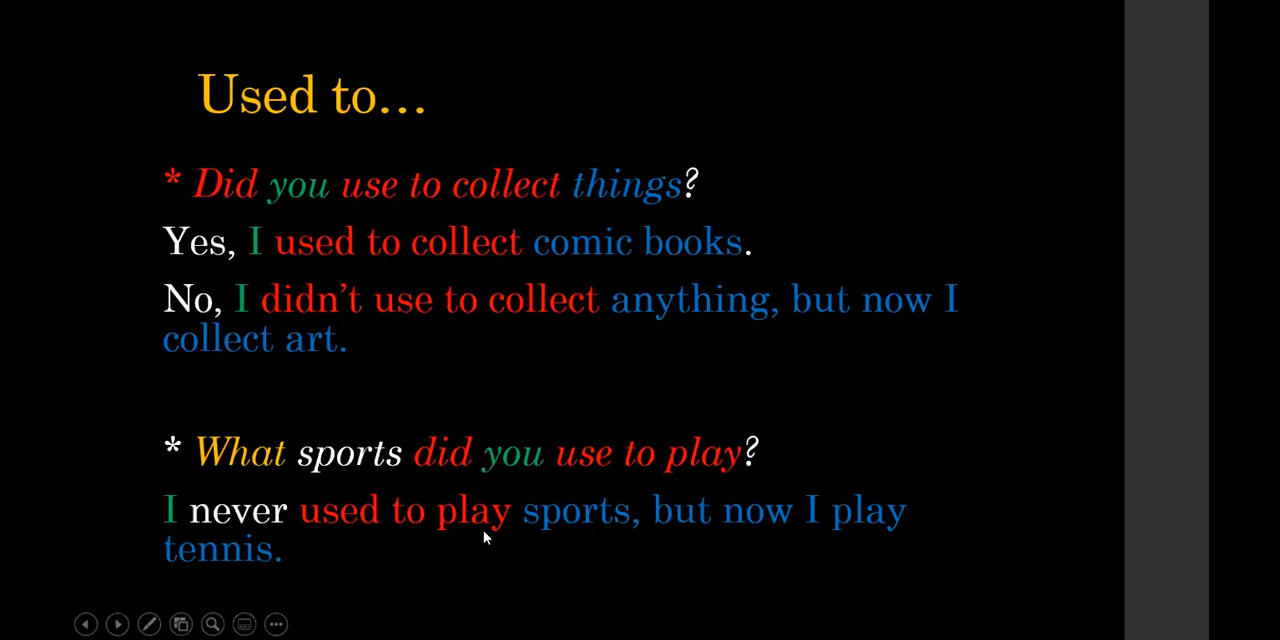 Used to...
* Did you use to collect things?
Yes, I used to collect comic books.
No, I didn’t use to collect anything, but now I
collect art.
* What sports did you use to play?
I never used to play sports, but now I play
tennis.